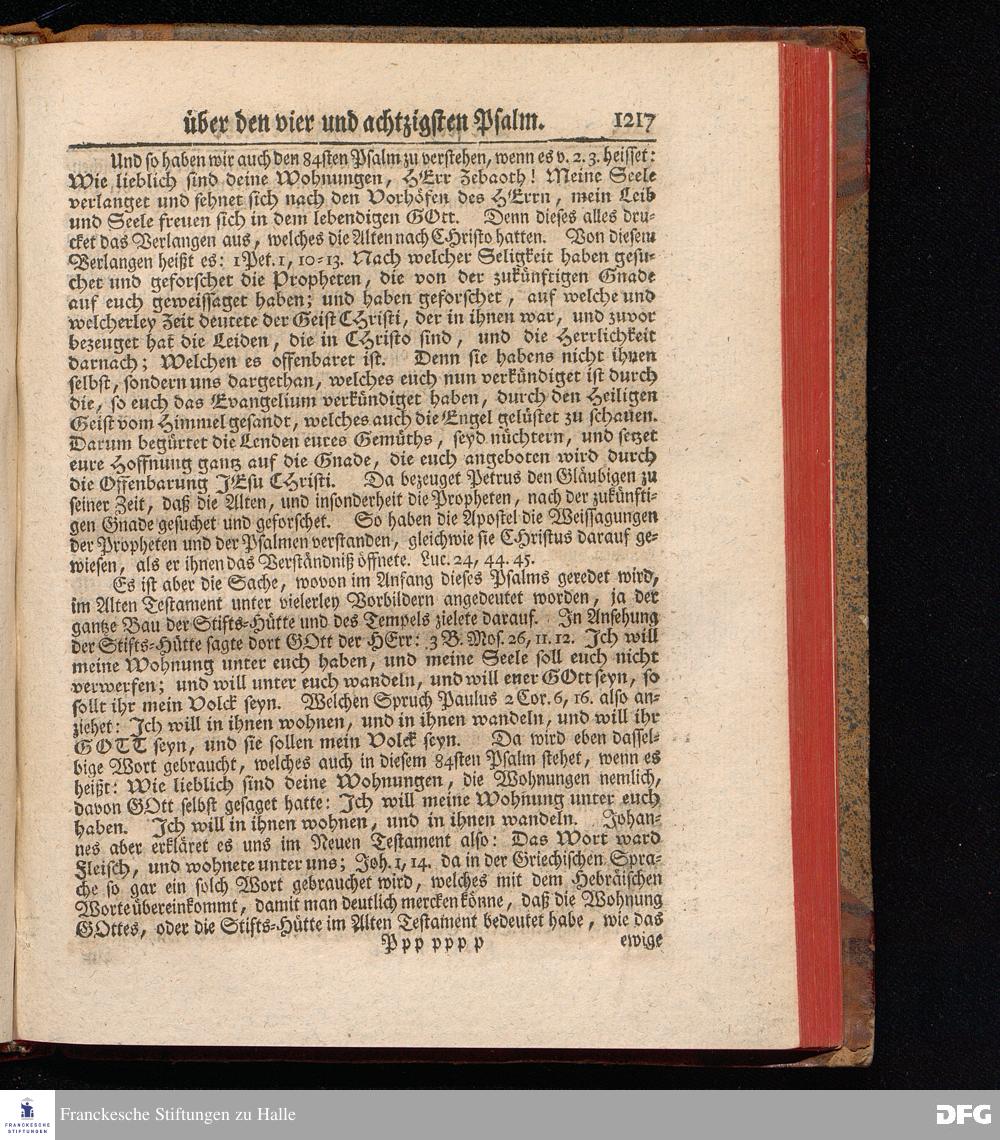 über den vier und achtzigsten Psalm. 1217
Und so haben wir auch den 84sten Psalm zu verstehen, wenn es v. 2. 3. heisset:
Wie lieblich sind deine Wohnungen, HErr Zebaoth! Meine Seele
verlanget und sehnet sich nach den Vorhöfen des HErrn, mein Leib
und Seele freuen sich in dem lebendigen GOtt. Denn dieses alles dru-
cket das Verlangen aus, welches die Alten nach CHristo hatten. Von diesem
Verlangen heißt es: 1 Pet. 1, 10-13. Nach welcher Seligkeit haben gesu-
chet und geforschet die Propheten, die von der zukünftigen Gnade
auf euch geweissaget haben; und haben geforschet, auf welche und
welcherley Zeit deutete der Geist CHristi, der in ihnen war, und zuvor
bezeuget hat die Leiden, die in CHristo sind, und die Herrlichkeit
darnach; Welchen es offenbaret ist. Denn sie habens nicht ihnen
selbst, sondern uns dargethan, welches euch nun verkündiget ist durch
die, so euch das Evangelium verkündiget haben, durch den Heiligen
Geist vom Himmel gesandt, welches auch die Engel gelüstet zu schauen.
Darum begürtet die Lenden eures Gemüths, seyd nüchtern, und setzet
eure Hoffnung gantz auf die Gnade, die euch angeboten wird durch
die Offenbarung JEsu CHristi. Da bezeuget Petrus den Gläubigen zu
seiner Zeit, daß die Alten, und insonderheit die Propheten, nach der zukünfti-
gen Gnade gesuchet und geforschet. So haben die Apostel die Weissagungen
der Propheten und der Psalmen verstanden, gleichwie sie CHristus darauf ge-
wiesen, als er ihnen das Verständniß öffnete. Luc. 24, 44. 45.
Es ist aber die Sache, wovon im Anfang dieses Psalms geredet wird,
im Alten Testament unter vielerley Vorbildern angedeutet worden, ja der
gantze Bau der Stifts-Hütte und des Tempels zielete darauf. In Ansehung
der Stifts-Hütte sagte dort GOtt der HErr: 3 B. Mos. 26, 11. 12. Ich will
meine Wohnung unter euch haben, und meine Seele soll euch nicht
verwerfen; und will unter euch wandeln, und will euer GOtt seyn, so
sollt ihr mein Volck seyn. Welchen Spruch Paulus 2 Cor. 6, 16. also an-
ziehet: Ich will in ihnen wohnen, und in ihnen wandeln, und will ihr
GOTT seyn, und sie sollen mein Volck seyn. Da wird eben dassel-
bige Wort gebraucht, welches auch in diesem 84sten Psalm stehet, wenn es
heißt: Wie lieblich sind deine Wohnungen, die Wohnungen nemlich,
davon GOtt selbst gesaget hatte: Ich will meine Wohnung unter euch
haben. Ich will in ihnen wohnen, und in ihnen wandeln. Johan-
nes aber erkläret es uns im Neuen Testament also: Das Wort ward
Fleisch, und wohnete unter uns; Joh. 1, 14. da in der Griechischen Spra-
che so gar ein solch Wort gebrauchet wird, welches mit dem Hebräischen
Worte übereinkommt, damit man deutlich mercken könne, daß die Wohnung
GOttes, oder die Stifts-Hütte im Alten Testament bedeutet habe, wie das
Ppp ppp p ewige
FRANCKESCHE
STIFTUNGEN
Franckesche Stiftungen zu Halle
DFG